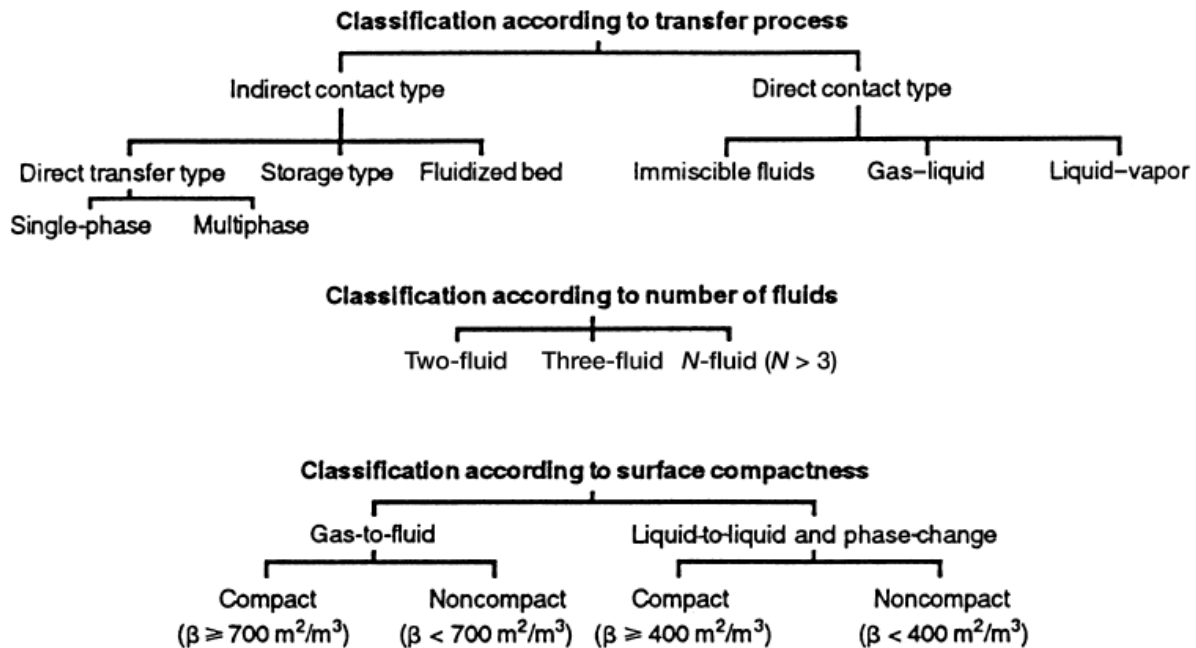 Classification according to transfer process
Indirect contact type Direct contact type
Direct transfer type Storage type Fluidized bed Immiscible fluids Gas–liquid Liquid–vapor
Single-phase Multiphase
Classification according to number of fluids
Two-fluid Three-fluid N-fluid (N > 3)
Classification according to surface compactness
Gas-to-fluid Liquid-to-liquid and phase-change
Compact Noncompact Compact Noncompact
(β ⩾ 700 m²/m³) (β < 700 m²/m³) (β ⩾ 400 m²/m³) (β < 400 m²/m³)